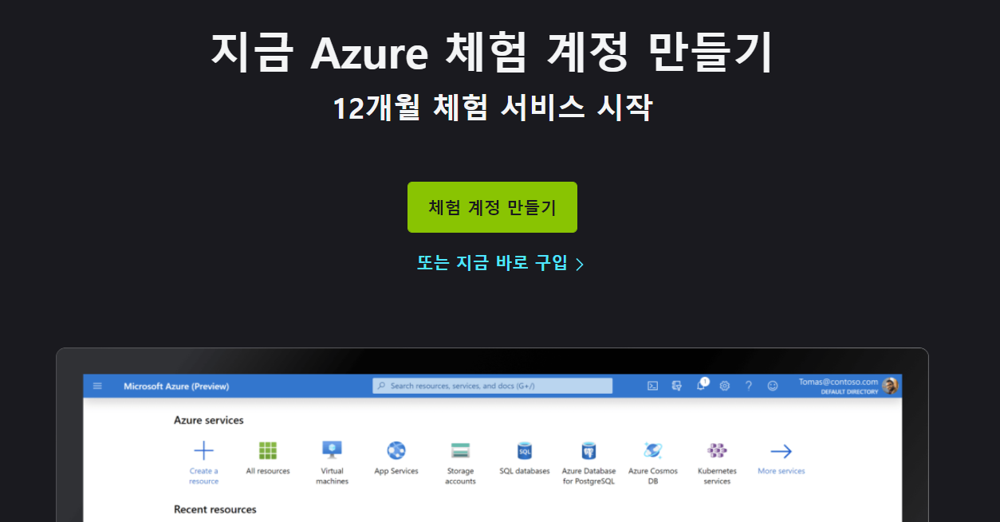 지금 Azure 체험 계정 만들기
12개월 체험 서비스 시작
체험 계정 만들기
또는 지금 바로 구입
Microsoft Azure (Preview)
Search resources, services, and docs (G+/)
1
Tomas@contoso.com
DEFAULT DIRECTORY
Azure services
Create a resource
All resources
Virtual machines
App Services
Storage accounts
SQL
SQL databases
Azure Database for PostgreSQL
Azure Cosmos DB
Kubernetes services
More services
Recent resources